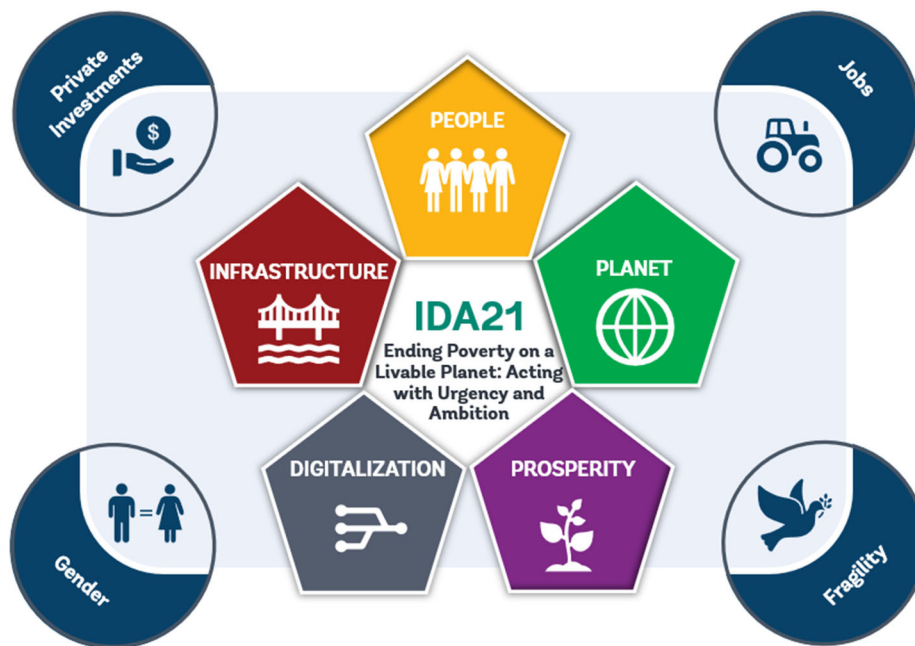 Private
Investments
$
Jobs
PEOPLE
INFRASTRUCTURE
PLANET
IDA21
Ending Poverty on a
Livable Planet: Acting
with Urgency and
Ambition
DIGITALIZATION
PROSPERITY
=
Gender
Fragility